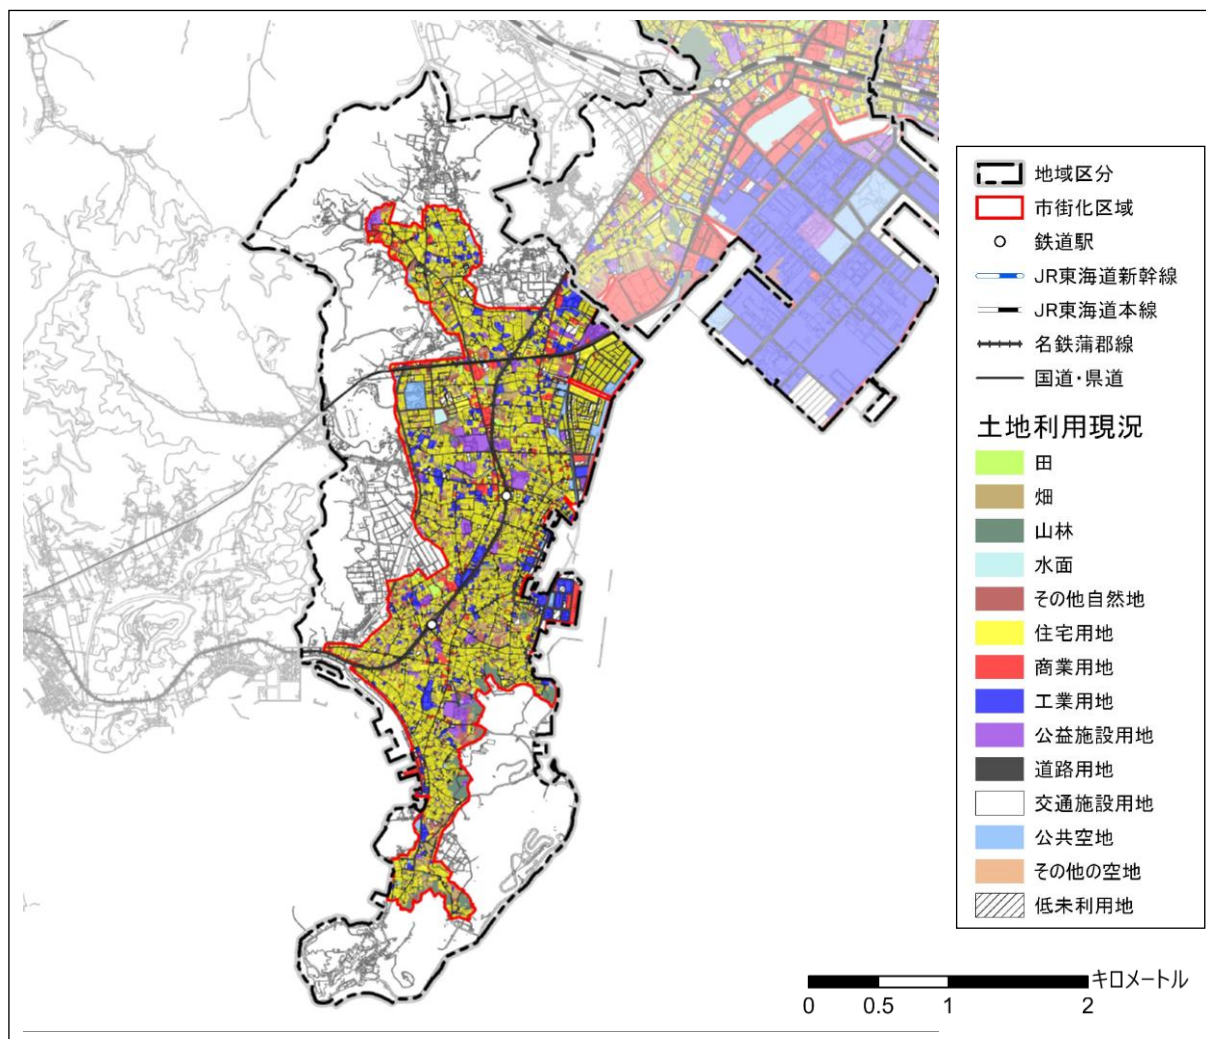 地域区分
市街化区域
鉄道駅
JR東海道新幹線
JR東海道本線
名鉄蒲郡線
国道・県道
土地利用現況
田
畑
山林
水面
その他自然地
住宅用地
商業用地
工業用地
公益施設用地
道路用地
交通施設用地
公共空地
その他の空地
低未利用地
キロメートル
0 0.5 1 2